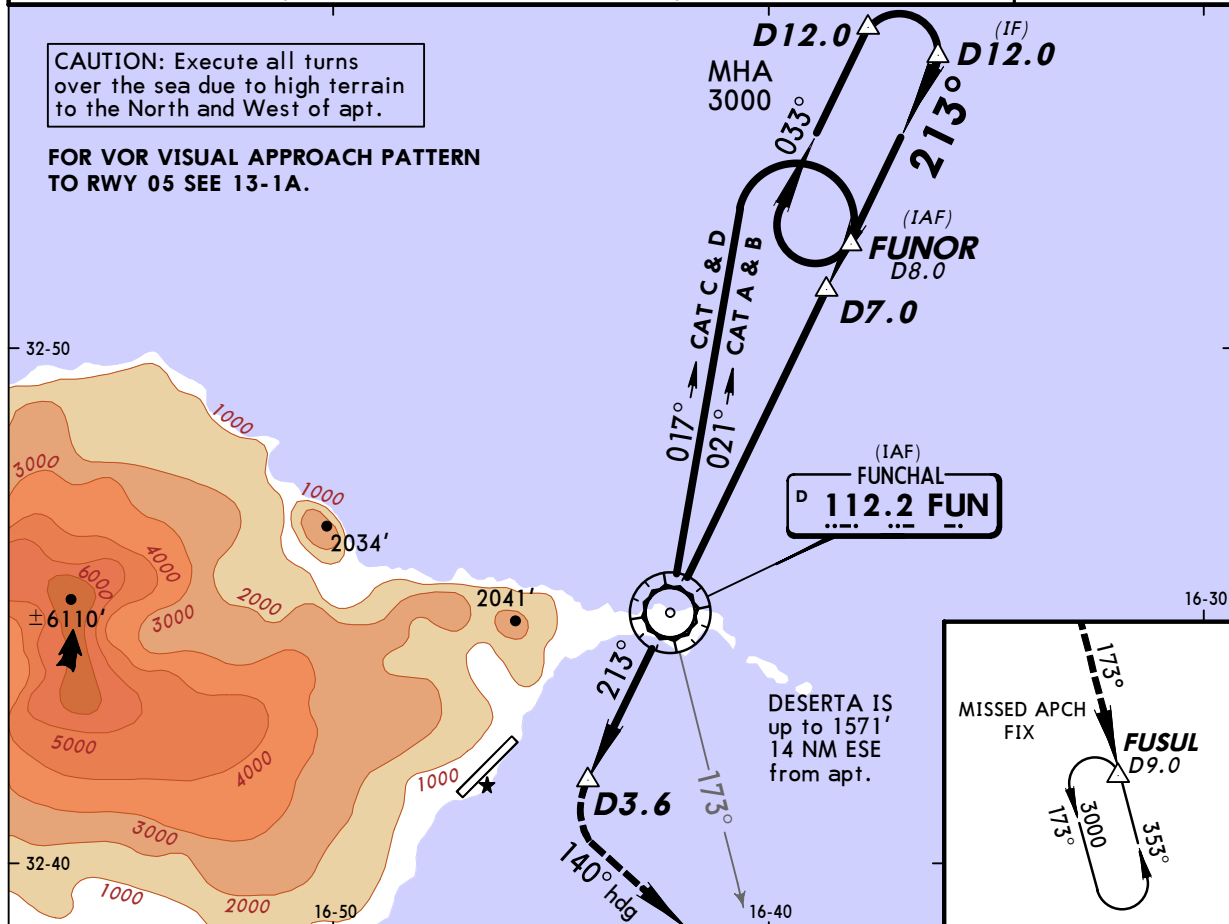 CAUTION: Execute all turns
over the sea due to high terrain
to the North and West of apt.
FOR VOR VISUAL APPROACH PATTERN
TO RWY 05 SEE 13-1A.
D12.0
(IF)
D12.0
MHA
3000
033°
213°
(IAF)
FUNOR
D8.0
D7.0
017°
CAT C & D
021°
CAT A & B
32-50
1000
3000
1000
2034'
4000
6000
3000
±6110'
2000
2041'
(IAF)
FUNCHAL
D 112.2 FUN
16-30
213°
DESERTA IS
up to 1571'
14 NM ESE
from apt.
173°
MISSED APCH
FIX
FUSUL
D9.0
173°
3000
353°
5000
4000
1000
D3.6
173°
3000
140° hdg
32-40
1000
2000
16-50
16-40